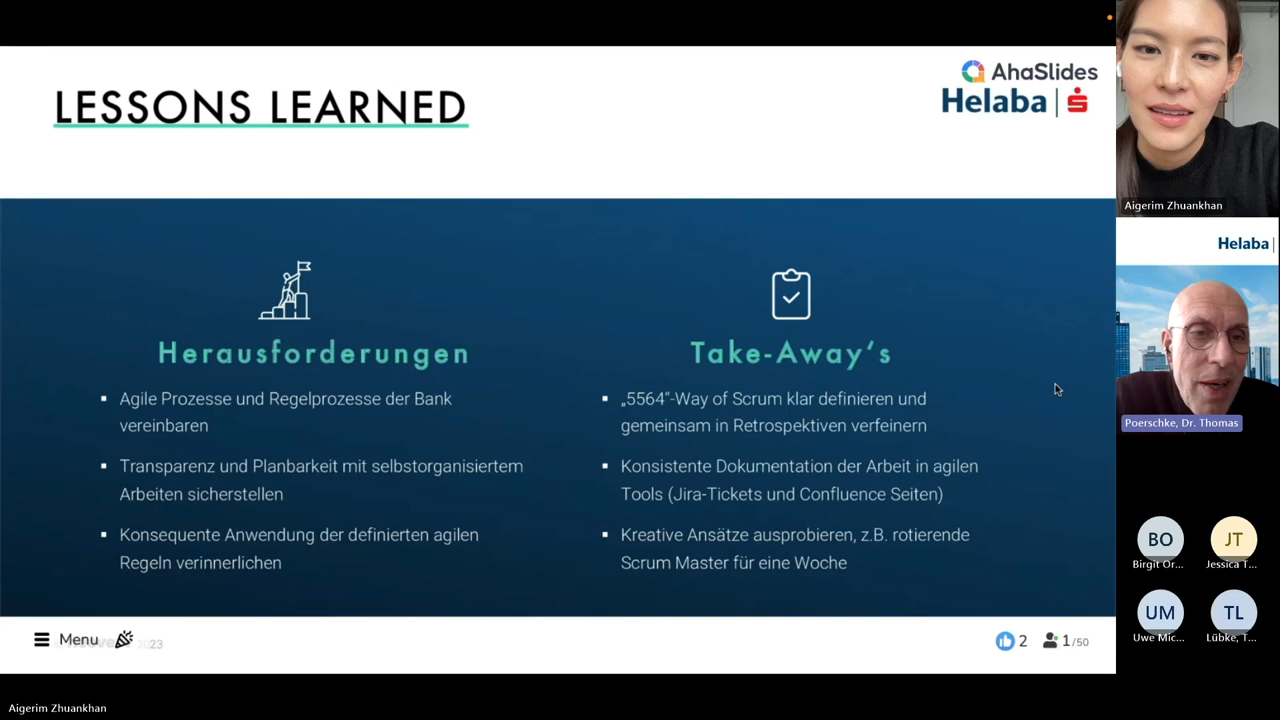 LESSONS LEARNED
AhaSlides
Helaba
Herausforderungen
▪ Agile Prozesse und Regelprozesse der Bank
vereinbaren
▪ Transparenz und Planbarkeit mit selbstorganisiertem
Arbeiten sicherstellen
▪ Konsequente Anwendung der definierten agilen
Regeln verinnerlichen
Take-Away’s
▪ „5564“-Way of Scrum klar definieren und
gemeinsam in Retrospektiven verfeinern
▪ Konsistente Dokumentation der Arbeit in agilen
Tools (Jira-Tickets und Confluence Seiten)
▪ Kreative Ansätze ausprobieren, z.B. rotierende
Scrum Master für eine Woche
Menu
23
2
1/50
Aigerim Zhuankhan
Helaba
Poerschke, Dr. Thomas
BO
Birgit Or...
JT
Jessica T...
UM
Uwe Mic...
TL
Lübke, T...
Aigerim Zhuankhan